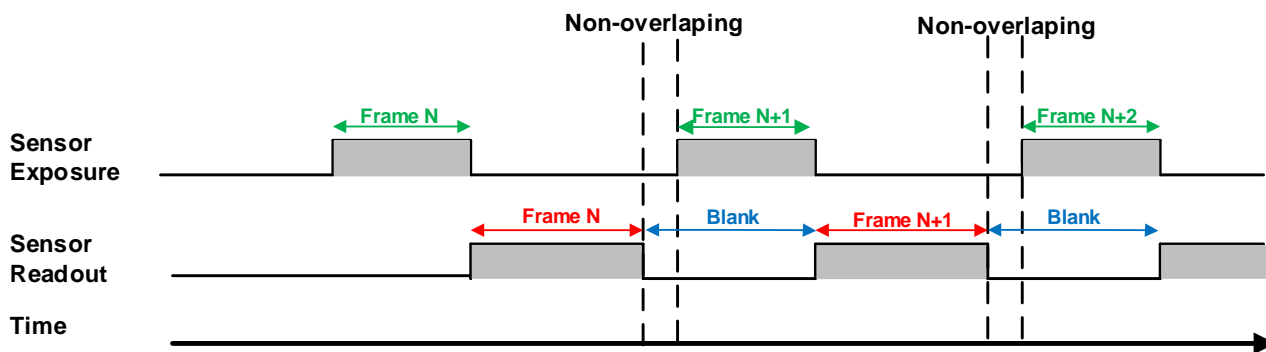 Non-overlaping
Non-overlaping
Frame N
Frame N+1
Frame N+2
Sensor
Exposure
Frame N
Blank
Frame N+1
Blank
Sensor
Readout
Time